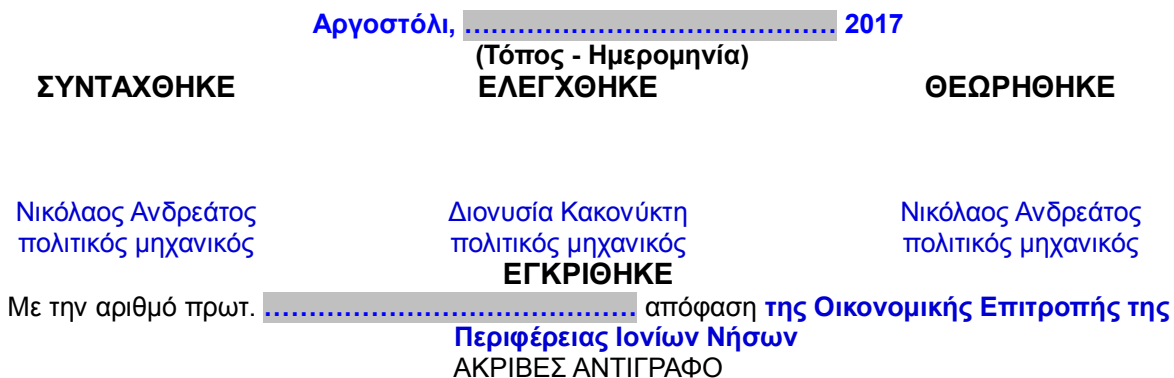 Αργοστόλι, …………………………………… 2017
(Τόπος - Ημερομηνία)
ΣΥΝΤΑΧΘΗΚΕ ΕΛΕΓΧΘΗΚΕ ΘΕΩΡΗΘΗΚΕ
Νικόλαος Ανδρεάτος Διονυσία Κακονύκτη Νικόλαος Ανδρεάτος
πολιτικός μηχανικός πολιτικός μηχανικός πολιτικός μηχανικός
ΕΓΚΡΙΘΗΚΕ
Με την αριθμό πρωτ. …………………………………… απόφαση της Οικονομικής Επιτροπής της
Περιφέρειας Ιονίων Νήσων
ΑΚΡΙΒΕΣ ΑΝΤΙΓΡΑΦΟ